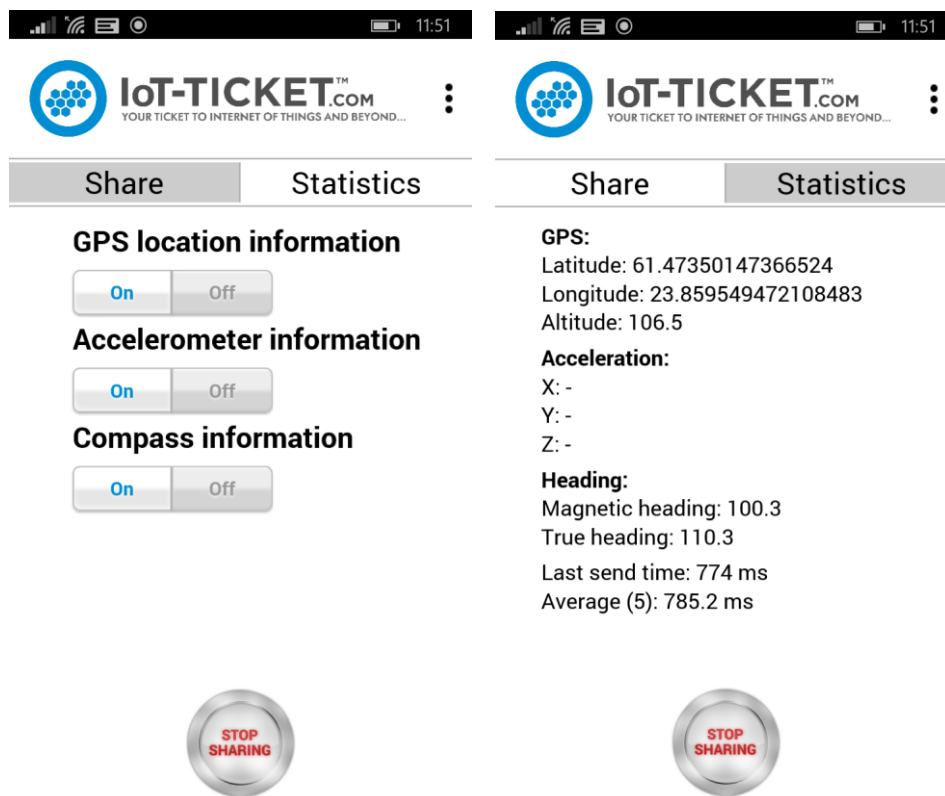 11:51
IoT-TICKET.COM™
YOUR TICKET TO INTERNET OF THINGS AND BEYOND...
Share Statistics
GPS location information
On Off
Accelerometer information
On Off
Compass information
On Off
STOP
SHARING
11:51
IoT-TICKET.COM™
YOUR TICKET TO INTERNET OF THINGS AND BEYOND...
Share Statistics
GPS:
Latitude: 61.47350147366524
Longitude: 23.859549472108483
Altitude: 106.5
Acceleration:
X: -
Y: -
Z: -
Heading:
Magnetic heading: 100.3
True heading: 110.3
Last send time: 774 ms
Average (5): 785.2 ms
STOP
SHARING